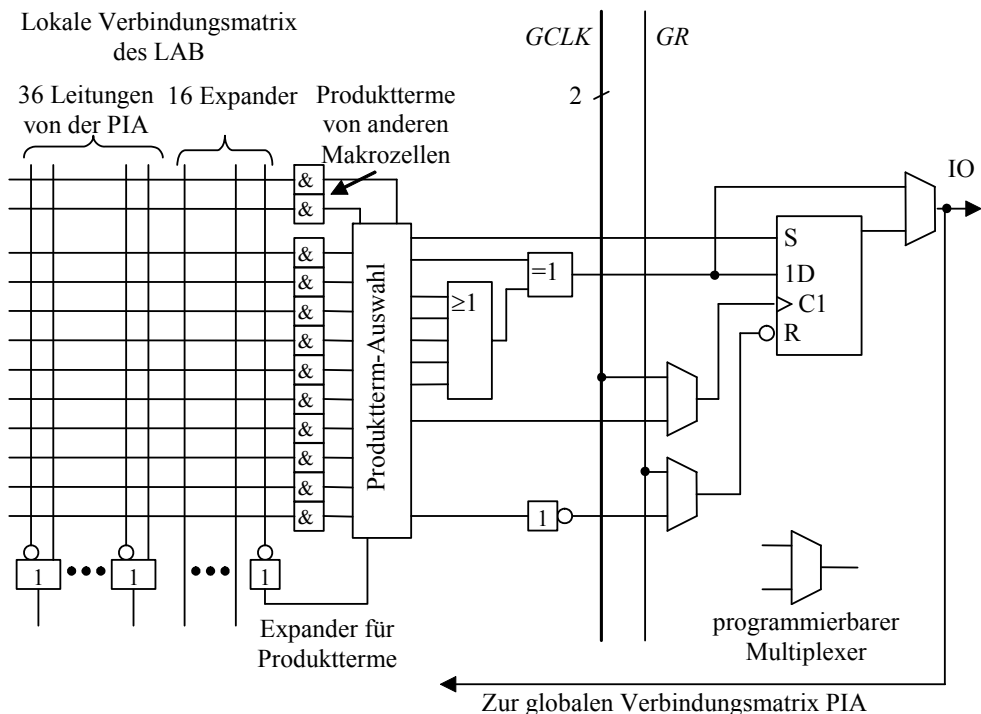 Lokale Verbindungsmatrix
des LAB
36 Leitungen
von der PIA
16 Expander
Produktterme
von anderen
Makrozellen
GCLK
GR
2
IO
&
&
&
&
&
&
&
&
&
&
&
&
Produktterm-Auswahl
≥1
=1
S
1D
C1
R
1
1
1
1
Expander für
Produktterme
programmierbarer
Multiplexer
Zur globalen Verbindungsmatrix PIA